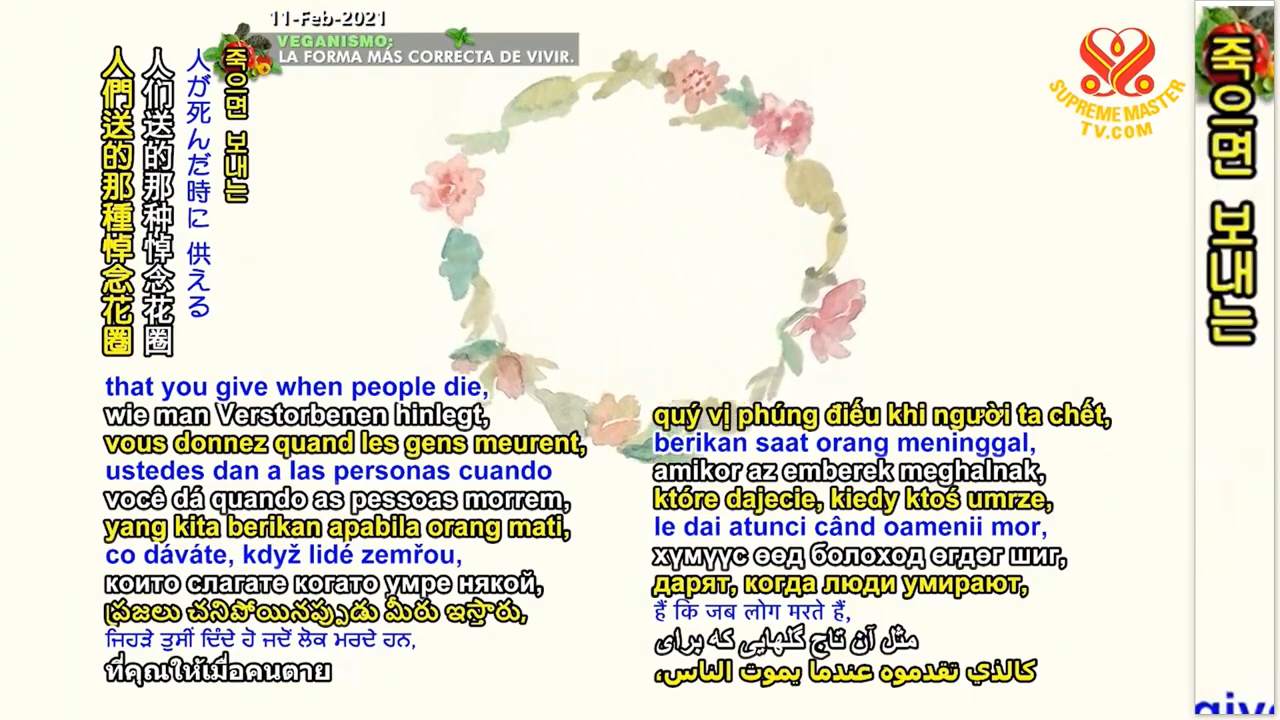 11-Feb-2021
VEGANISMO:
LA FORMA MÁS CORRECTA DE VIVIR.
SUPREME MASTER
TV.COM
죽으면 보내는
人が死んだ時に 供える
人们送的那种悼念花圈
人們送的那種悼念花圈
that you give when people die,
wie man Verstorbenen hinlegt,
vous donnez quand les gens meurent,
ustedes dan a las personas cuando
você dá quando as pessoas morrem,
yang kita berikan apabila orang mati,
co dáváte, když lidé zemřou,
които слагате когато умре някой,
ప్రజలు చనిపోయినప్పుడు మీరు ఇస్తారు,
ਜਿਹੜੇ ਤੁਸੀਂ ਦਿੰਦੇ ਹੋ ਜਦੋਂ ਲੋਕ ਮਰਦੇ ਹਨ,
ที่คุณให้เมื่อคนตาย
quý vị phúng điếu khi người ta chết,
berikan saat orang meninggal,
amikor az emberek meghalnak,
które dajecie, kiedy ktoś umrze,
le dai atunci când oamenii mor,
хүмүүс өөд болоход өгдөг шиг,
дарят, когда люди умирают,
हैं कि जब लोग मरते हैं,
مثل آن تاج گلهایی که برای
كالذي تقدموه عندما يموت الناس،
죽으면 보내는
give